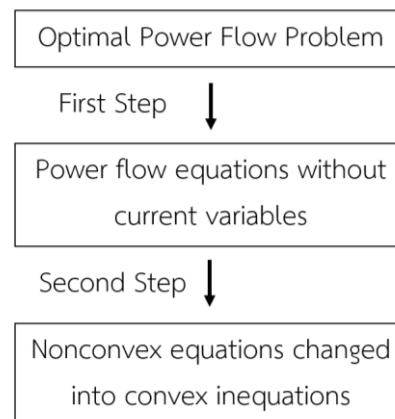 Optimal Power Flow Problem
First Step
Power flow equations without
current variables
Second Step
Nonconvex equations changed
into convex inequations